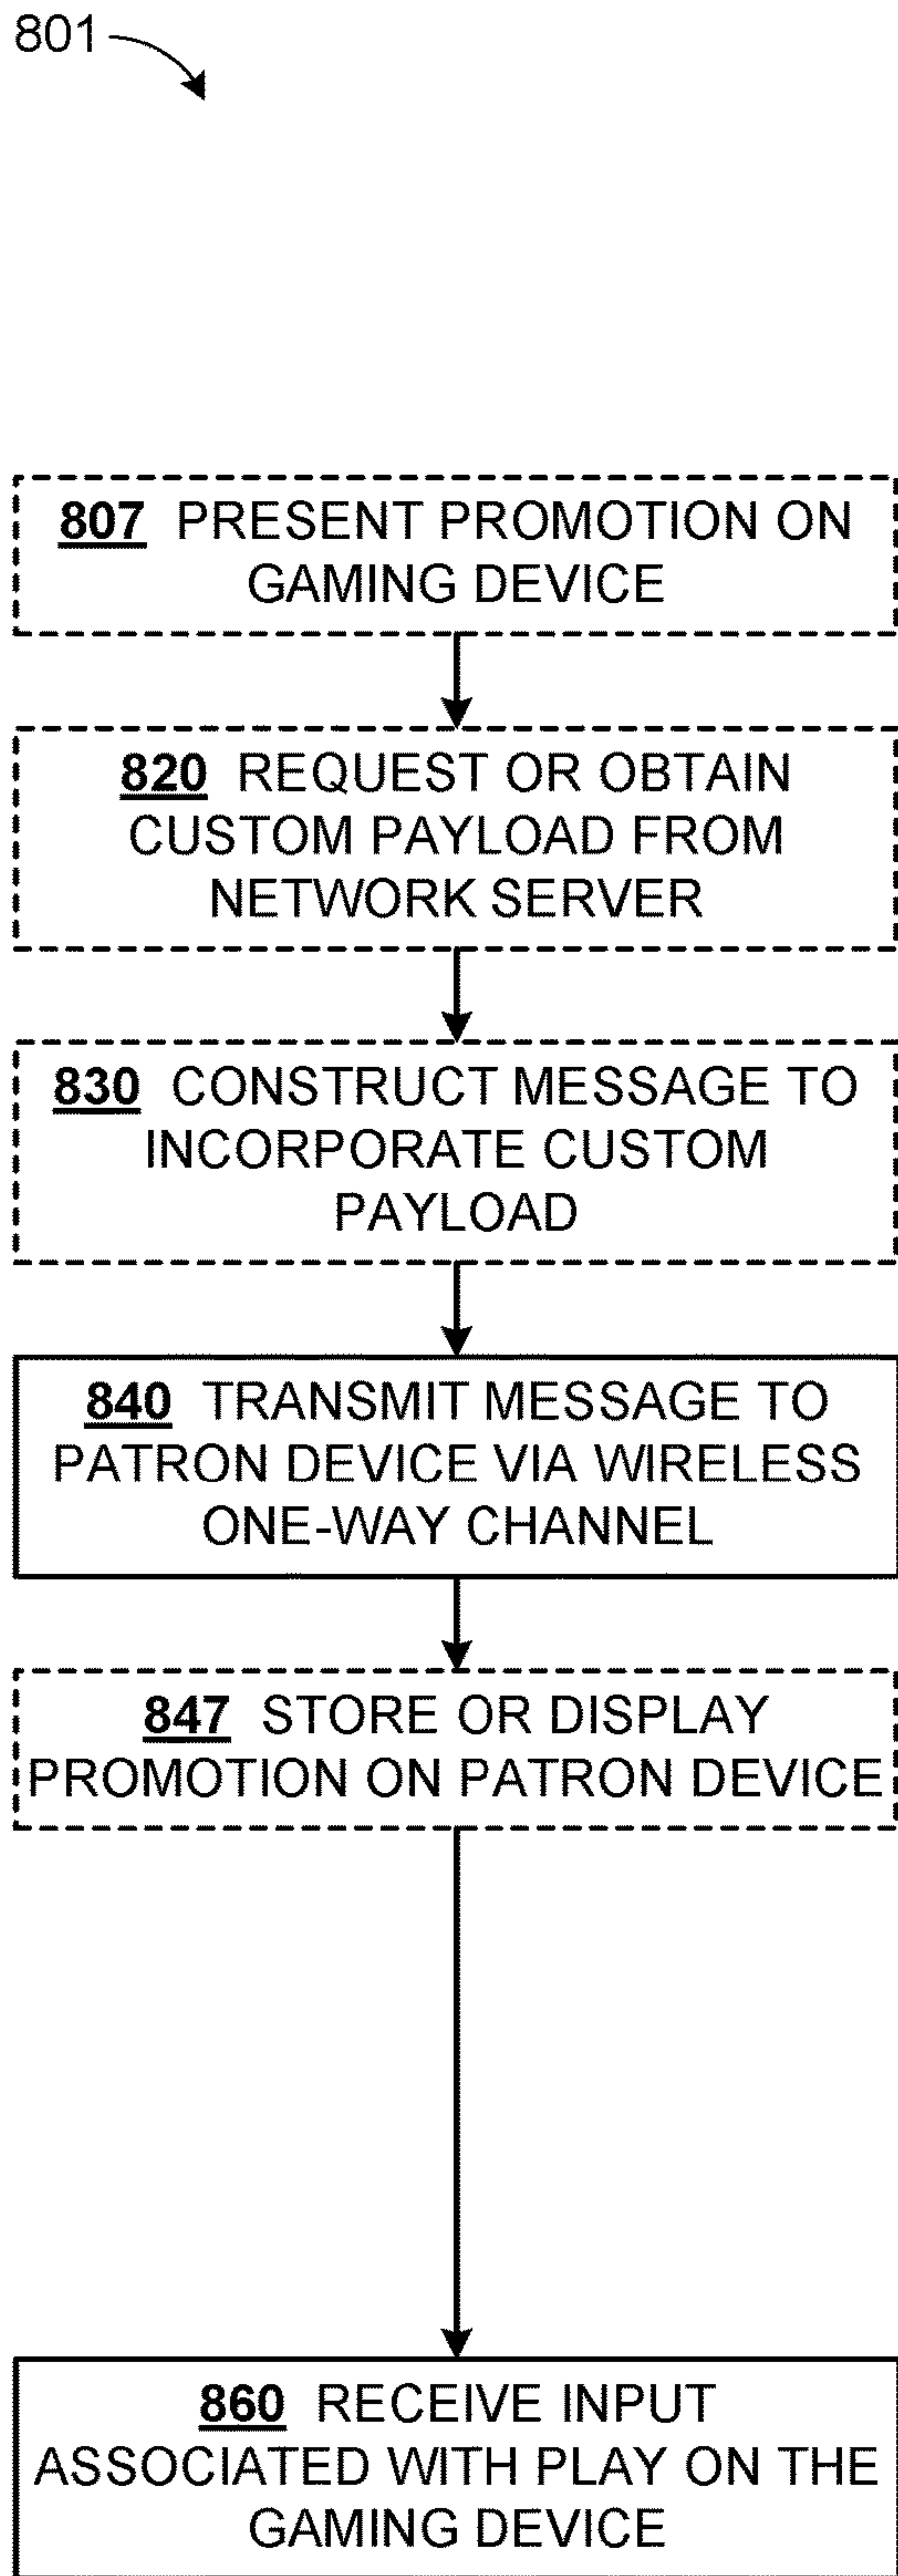 801
807 PRESENT PROMOTION ON
GAMING DEVICE
820 REQUEST OR OBTAIN
CUSTOM PAYLOAD FROM
NETWORK SERVER
830 CONSTRUCT MESSAGE TO
INCORPORATE CUSTOM
PAYLOAD
840 TRANSMIT MESSAGE TO
PATRON DEVICE VIA WIRELESS
ONE-WAY CHANNEL
847 STORE OR DISPLAY
PROMOTION ON PATRON DEVICE
860 RECEIVE INPUT
ASSOCIATED WITH PLAY ON THE
GAMING DEVICE